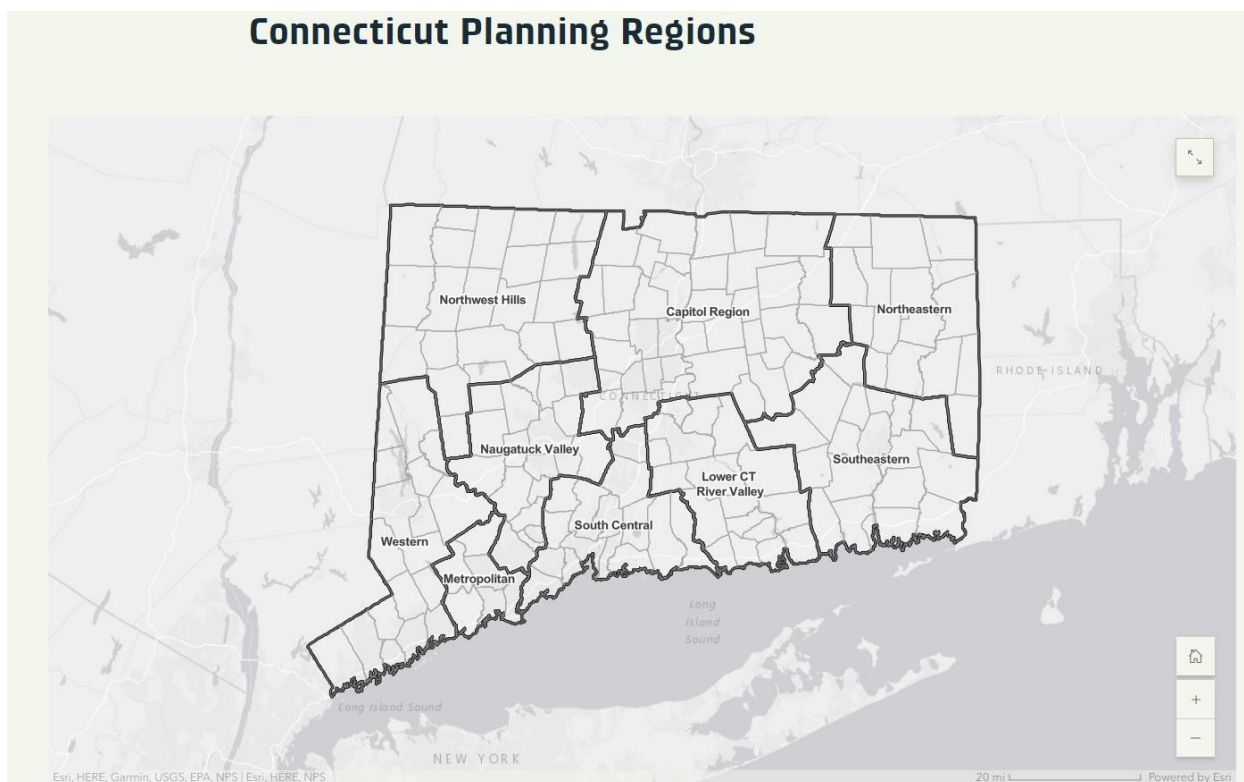 Connecticut Planning Regions
Northwest Hills
Capitol Region
Northeastern
RHODE ISLAND
CONNECTICUT
Naugatuck Valley
Southeastern
Lower CT
River Valley
South Central
Western
Metropolitan
Long
Island
Sound
Long Island Sound
NEW YORK
Esri, HERE, Garmin, USGS, EPA, NPS | Esri, HERE, NPS
20 mi
Powered by Esri